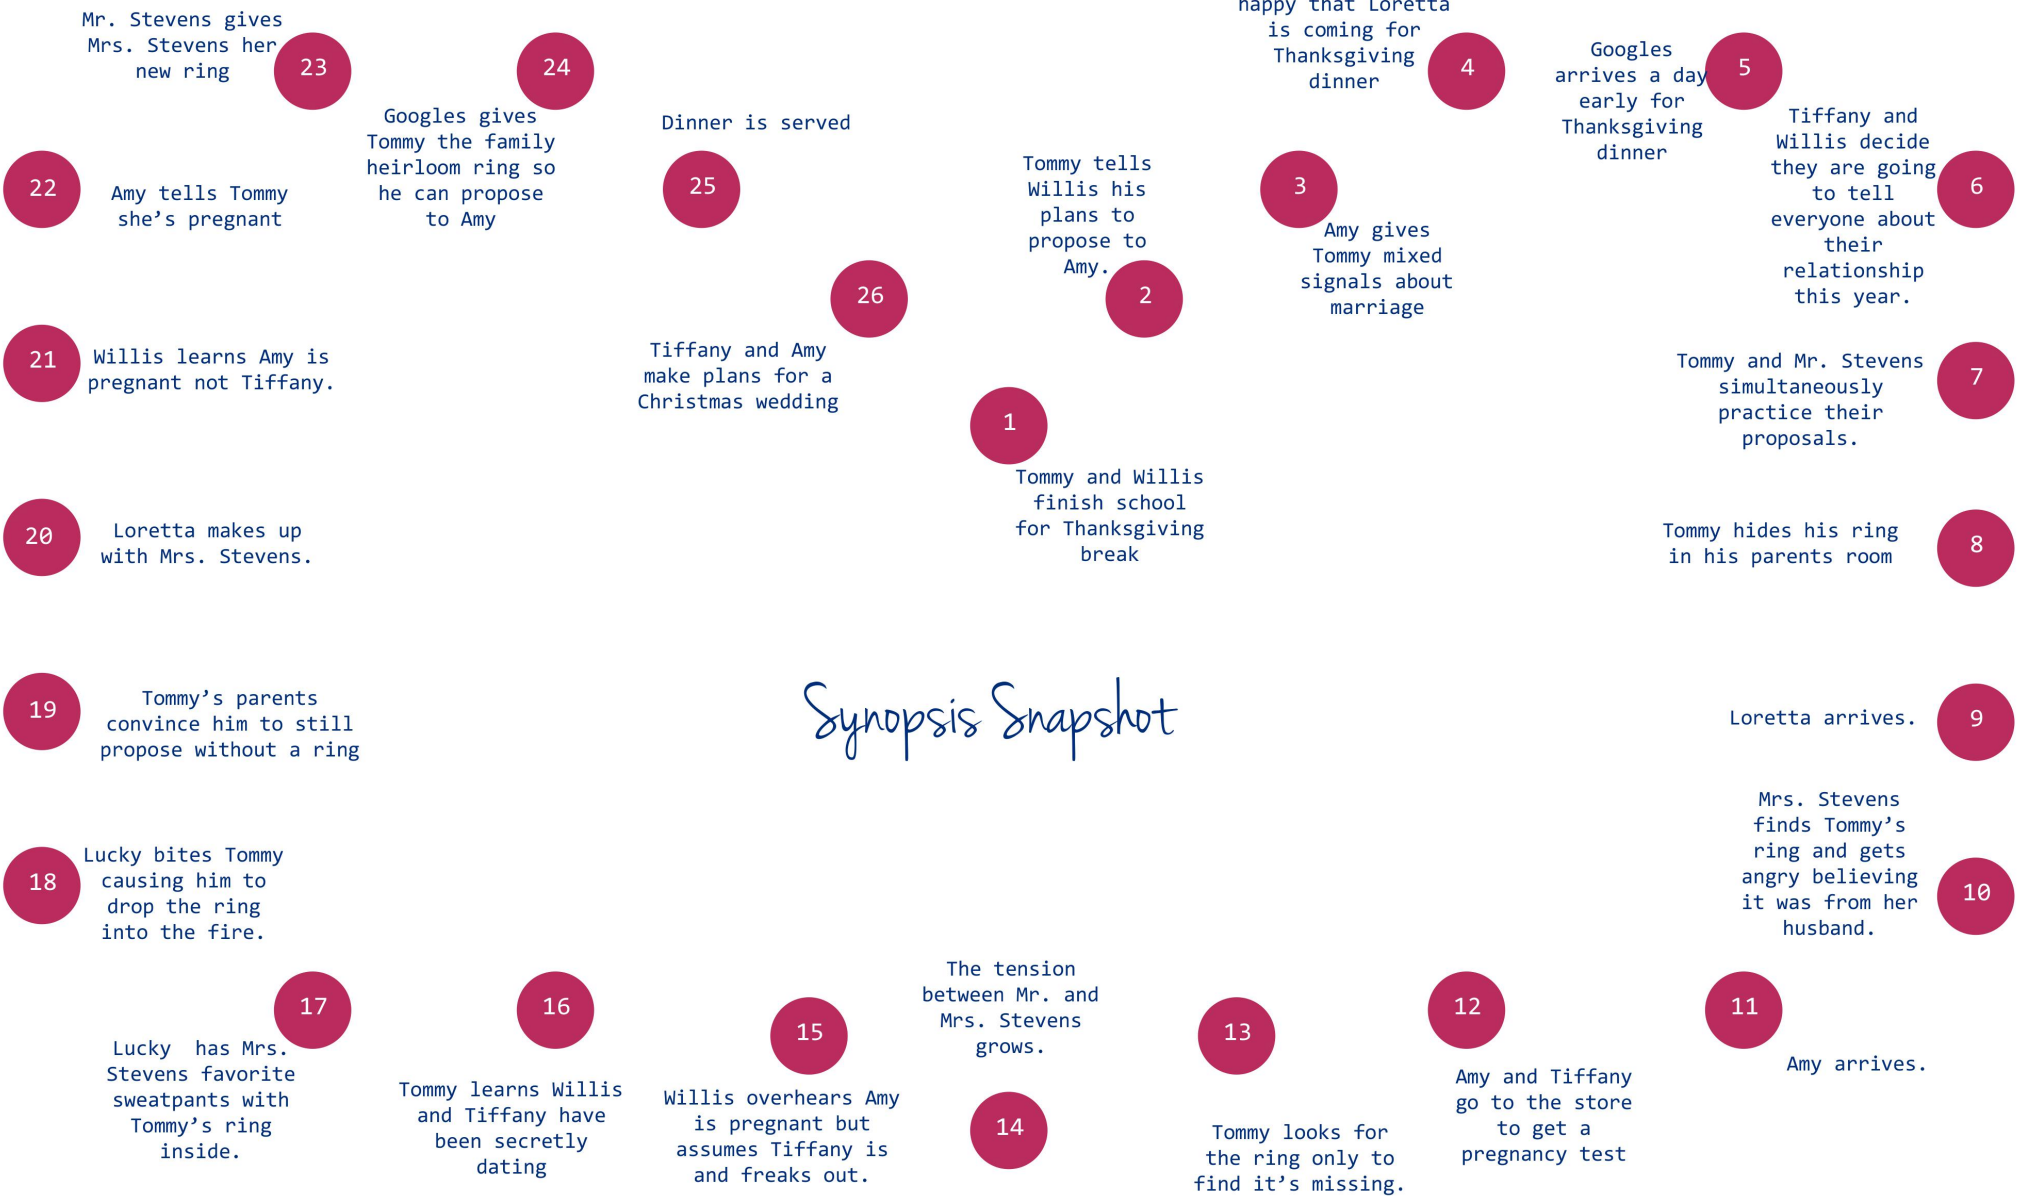 1
Tommy and Willis
finish school
for Thanksgiving
break
2
Tommy tells
Willis his
plans to
propose to
Amy.
3
Amy gives
Tommy mixed
signals about
marriage
4
happy that Loretta
is coming for
Thanksgiving
dinner
5
Googles
arrives a day
early for
Thanksgiving
dinner
6
Tiffany and
Willis decide
they are going
to tell
everyone about
their
relationship
this year.
7
Tommy and Mr. Stevens
simultaneously
practice their
proposals.
8
Tommy hides his ring
in his parents room
9
Loretta arrives.
10
Mrs. Stevens
finds Tommy’s
ring and gets
angry believing
it was from her
husband.
11
Amy arrives.
12
Amy and Tiffany
go to the store
to get a
pregnancy test
13
Tommy looks for
the ring only to
find it’s missing.
14
The tension
between Mr. and
Mrs. Stevens
grows.
15
Willis overhears Amy
is pregnant but
assumes Tiffany is
and freaks out.
16
Tommy learns Willis
and Tiffany have
been secretly
dating
17
Lucky  has Mrs.
Stevens favorite
sweatpants with
Tommy’s ring
inside.
18
Lucky bites Tommy
causing him to
drop the ring
into the fire.
19
Tommy’s parents
convince him to still
propose without a ring
20
Loretta makes up
with Mrs. Stevens.
21
Willis learns Amy is
pregnant not Tiffany.
22
Amy tells Tommy
she’s pregnant
23
Mr. Stevens gives
Mrs. Stevens her
new ring
24
Googles gives
Tommy the family
heirloom ring so
he can propose
to Amy
25
Dinner is served
26
Tiffany and Amy
make plans for a
Christmas wedding
Synopsis Snapshot